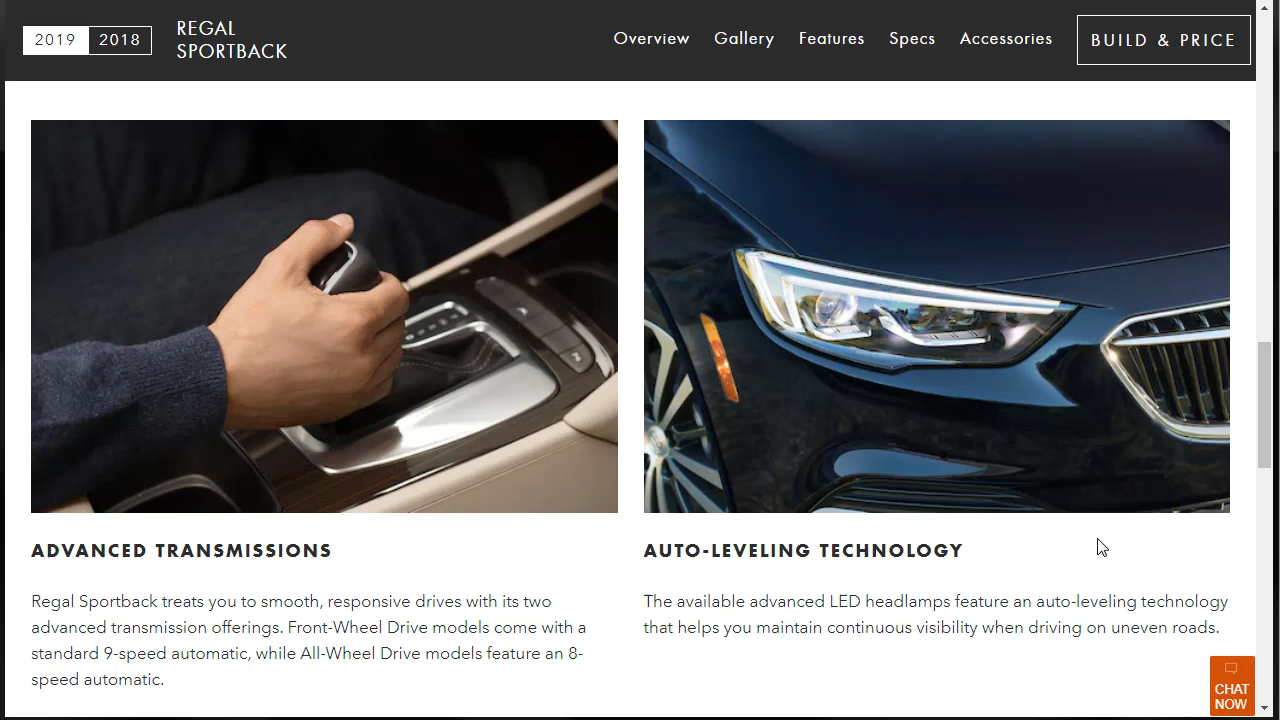 2019 2018
REGAL
SPORTBACK
Overview Gallery Features Specs Accessories BUILD & PRICE
ADVANCED TRANSMISSIONS
Regal Sportback treats you to smooth, responsive drives with its two
advanced transmission offerings. Front-Wheel Drive models come with a
standard 9-speed automatic, while All-Wheel Drive models feature an 8-
speed automatic.
AUTO-LEVELING TECHNOLOGY
The available advanced LED headlamps feature an auto-leveling technology
that helps you maintain continuous visibility when driving on uneven roads.
CHAT
NOW